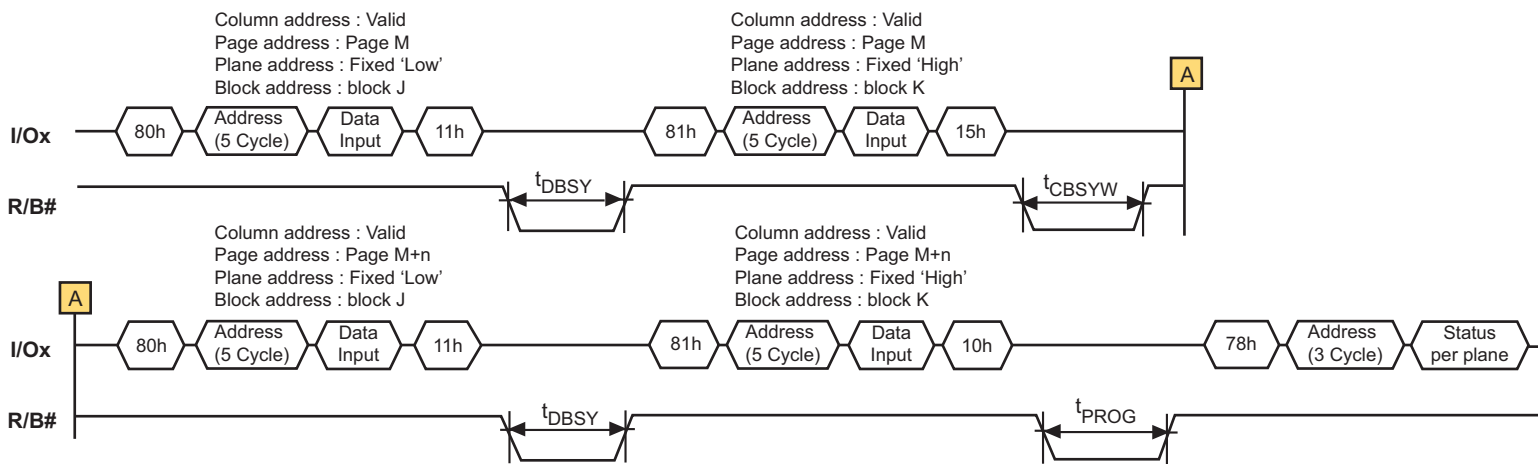 Column address : Valid
Page address : Page M
Plane address : Fixed ‘Low’
Block address : block J
Column address : Valid
Page address : Page M
Plane address : Fixed ‘High’
Block address : block K
A
I/Ox
80h
Address
(5 Cycle)
Data
Input
11h
81h
Address
(5 Cycle)
Data
Input
15h
R/B#
tDBSY
tCBSYW
Column address : Valid
Page address : Page M+n
Plane address : Fixed ‘Low’
Block address : block J
Column address : Valid
Page address : Page M+n
Plane address : Fixed ‘High’
Block address : block K
A
I/Ox
80h
Address
(5 Cycle)
Data
Input
11h
81h
Address
(5 Cycle)
Data
Input
10h
78h
Address
(3 Cycle)
Status
per plane
R/B#
tDBSY
tPROG